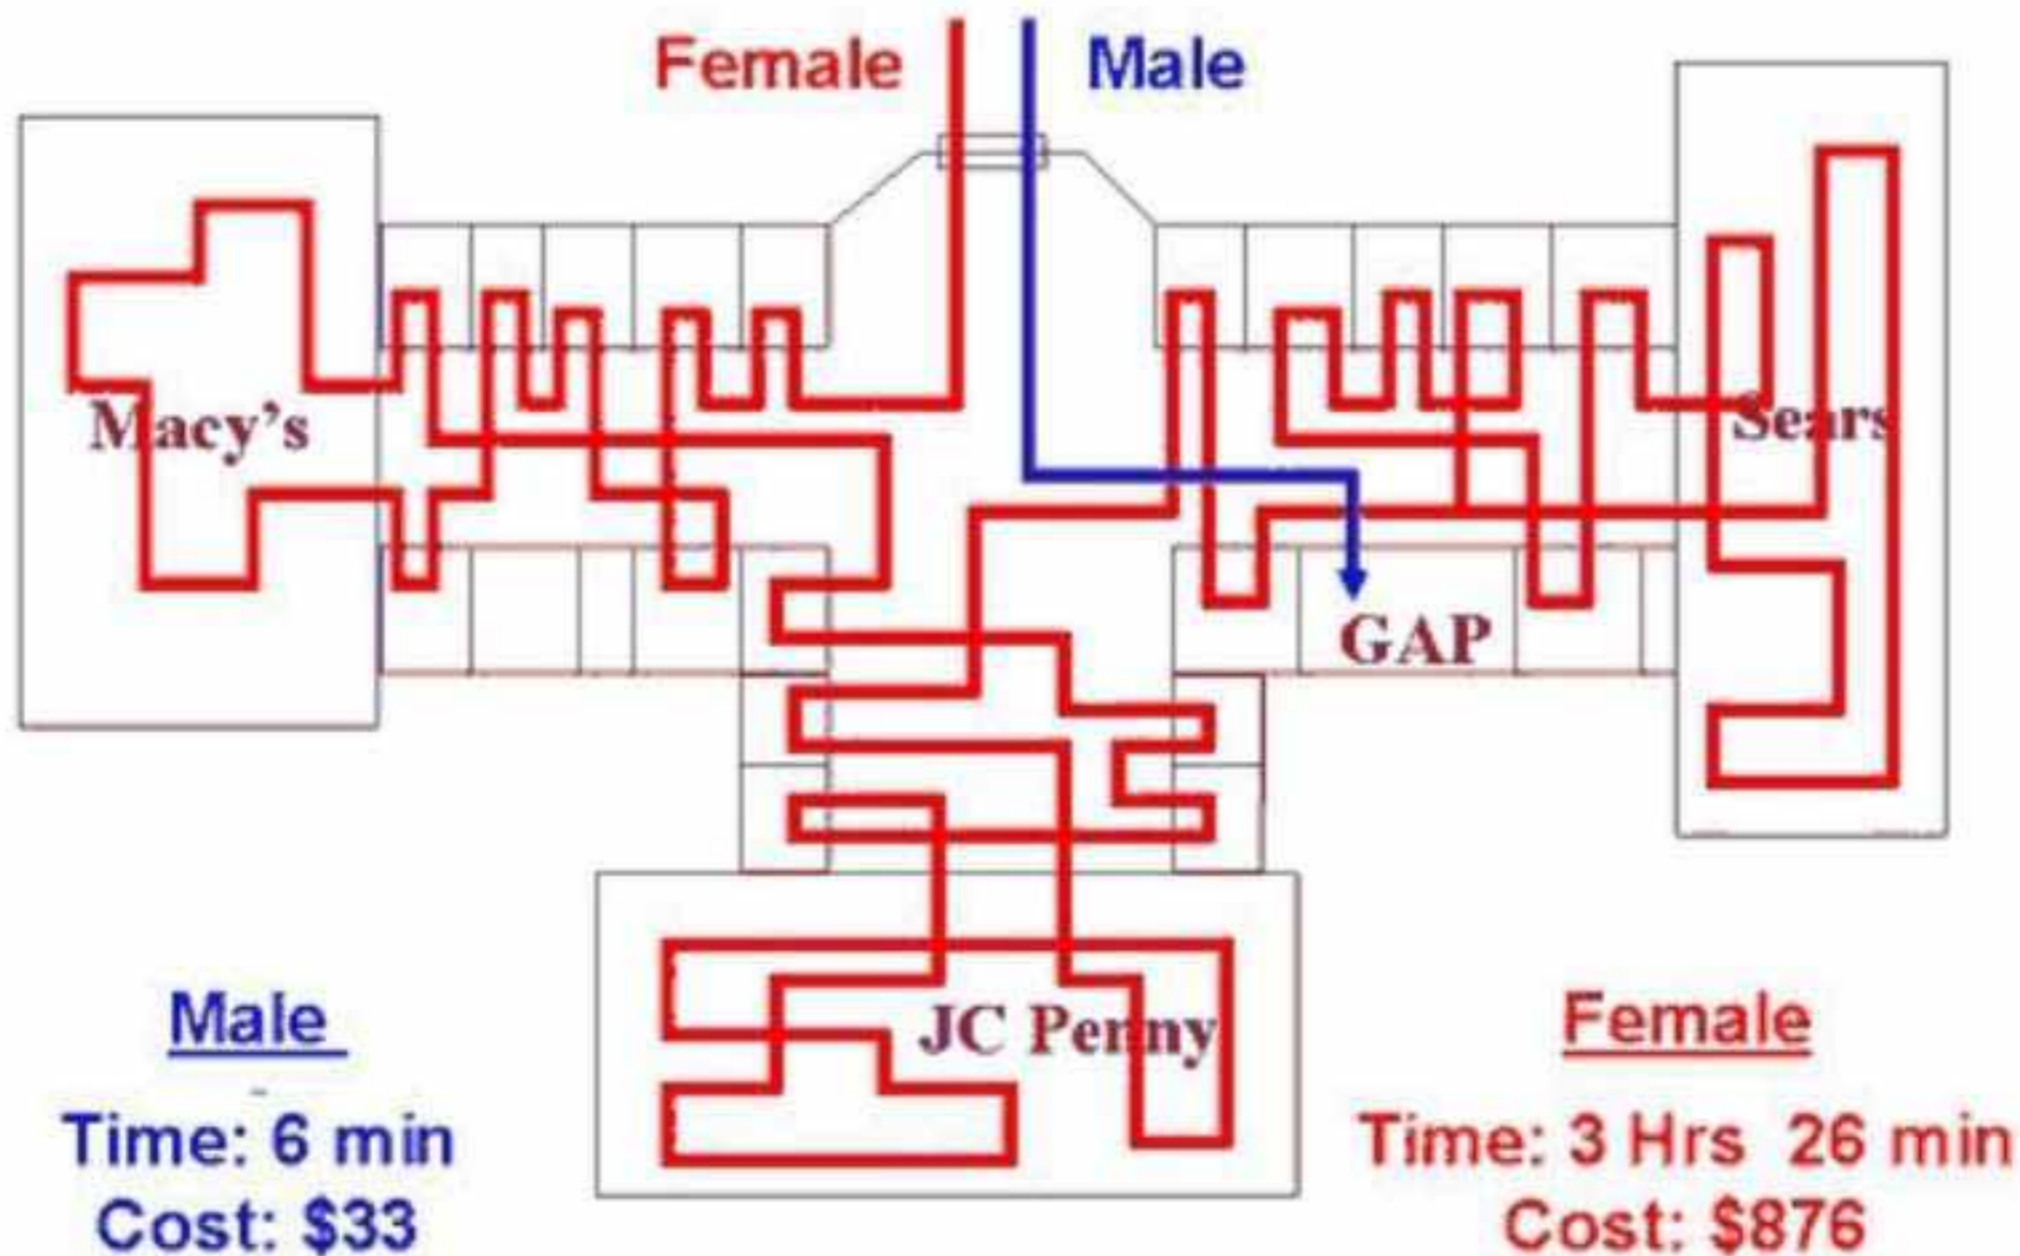 Female
Male
Macy's
Sears
GAP
JC Penny
Male
Time: 6 min
Cost: $33
Female
Time: 3 Hrs 26 min
Cost: $876